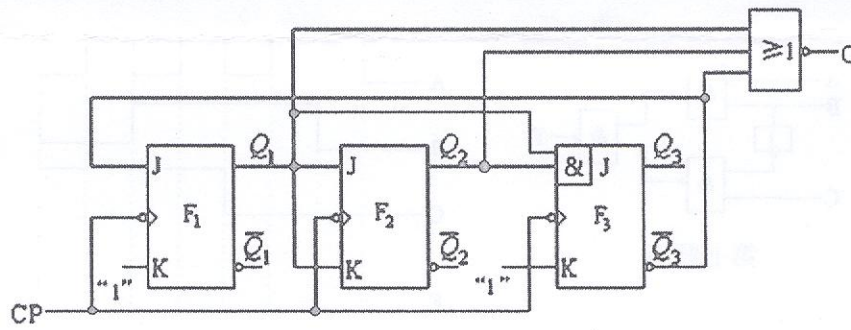 ≥1
C
Q₁ Q₂ Q₃
J J & J
F₁ F₂ F₃
Q̅₁ Q̅₂ Q̅₃
K K K
“1” “1”
CP